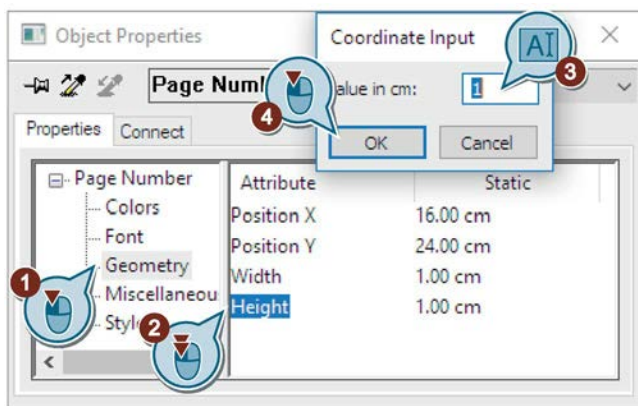 Object Properties
Coordinate Input
AI
3
Page Num
4
alue in cm:
1
OK
Cancel
Properties
Connect
Page Number
Colors
Font
Geometry
Miscellaneou
Styl
1
2
Attribute
Static
Position X
16.00 cm
Position Y
24.00 cm
Width
1.00 cm
Height
1.00 cm